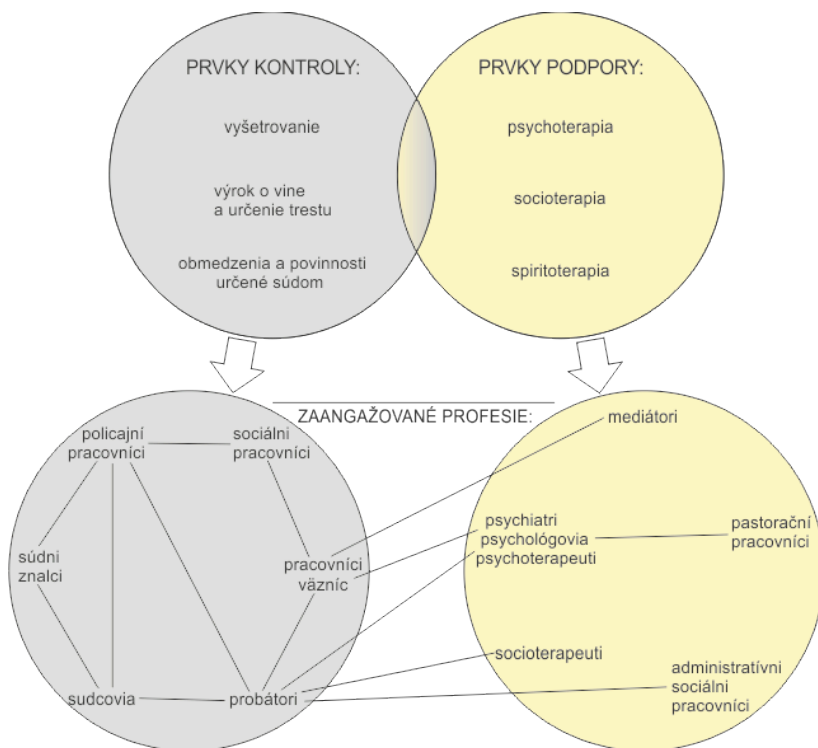 PRVKY KONTROLY:
vyšetrovanie
výrok o vine
a určenie trestu
obmedzenia a povinnosti
určené súdom
PRVKY PODPORY:
psychoterapia
socioterapia
spiritoterapia
ZAANGAŽOVANÉ PROFESIE:
policajní
pracovníci
sociálni
pracovníci
súdni
znalci
pracovníci
väzníc
sudcovia
probátori
mediátori
psychiatri
psychológovia
psychoterapeuti
pastorační
pracovníci
socioterapeuti
administratívni
sociálni
pracovníci